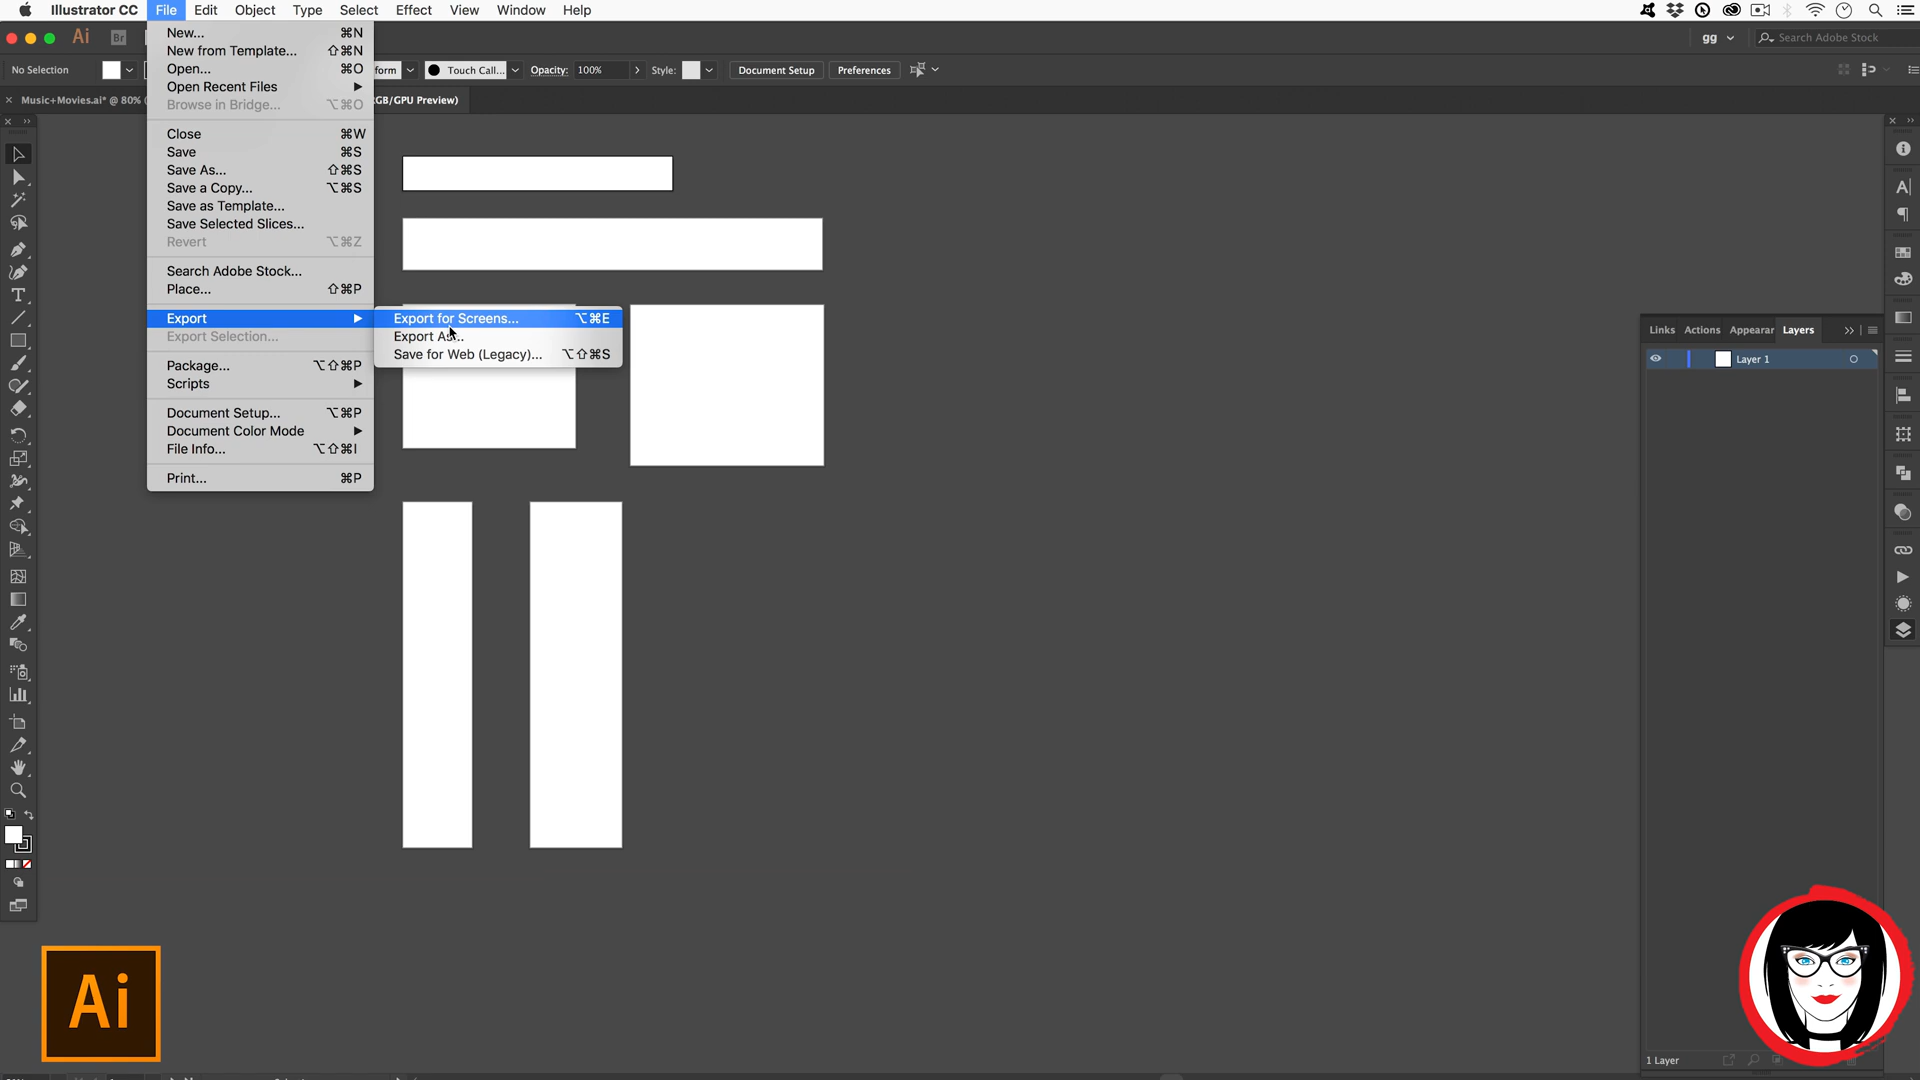 Illustrator CC File Edit Object Type Select Effect View Window Help
Ai Br gg Search Adobe Stock
No Selection form Touch Call... Opacity: 100% Style: Document Setup Preferences
Music+Movies.ai* @ 80% ( GB/GPU Preview)
New... ⌘N
New from Template... ⇧⌘N
Open... ⌘O
Open Recent Files
Browse in Bridge... ⌥⌘O
Close ⌘W
Save ⌘S
Save As... ⇧⌘S
Save a Copy... ⌥⌘S
Save as Template...
Save Selected Slices...
Revert ⌥⌘Z
Search Adobe Stock...
Place... ⇧⌘P
Export
Export Selection...
Package... ⌥⇧⌘P
Scripts
Document Setup... ⌥⌘P
Document Color Mode
File Info... ⌥⇧⌘I
Print... ⌘P
Export for Screens... ⌥⌘E
Export As...
Save for Web (Legacy)... ⌥⇧⌘S
Links Actions Appearar Layers
Layer 1
1 Layer
Ai